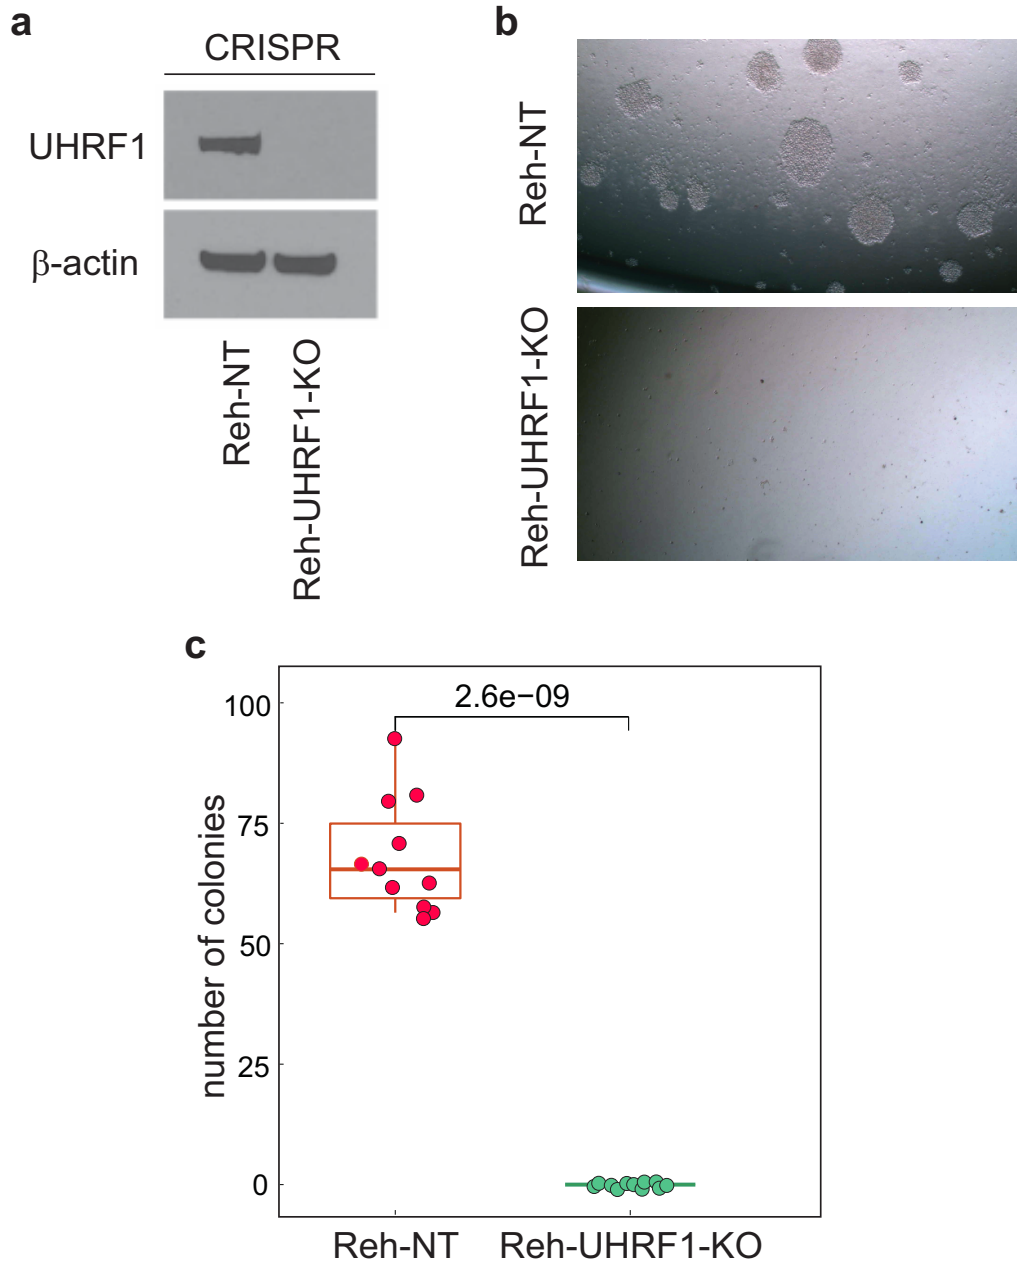 a
CRISPR
UHRF1
β-actin
Reh-NT
Reh-UHRF1-KO
b
Reh-NT
Reh-UHRF1-KO
c
2.6e−09
number of colonies
100
75
50
25
0
Reh-NT
Reh-UHRF1-KO